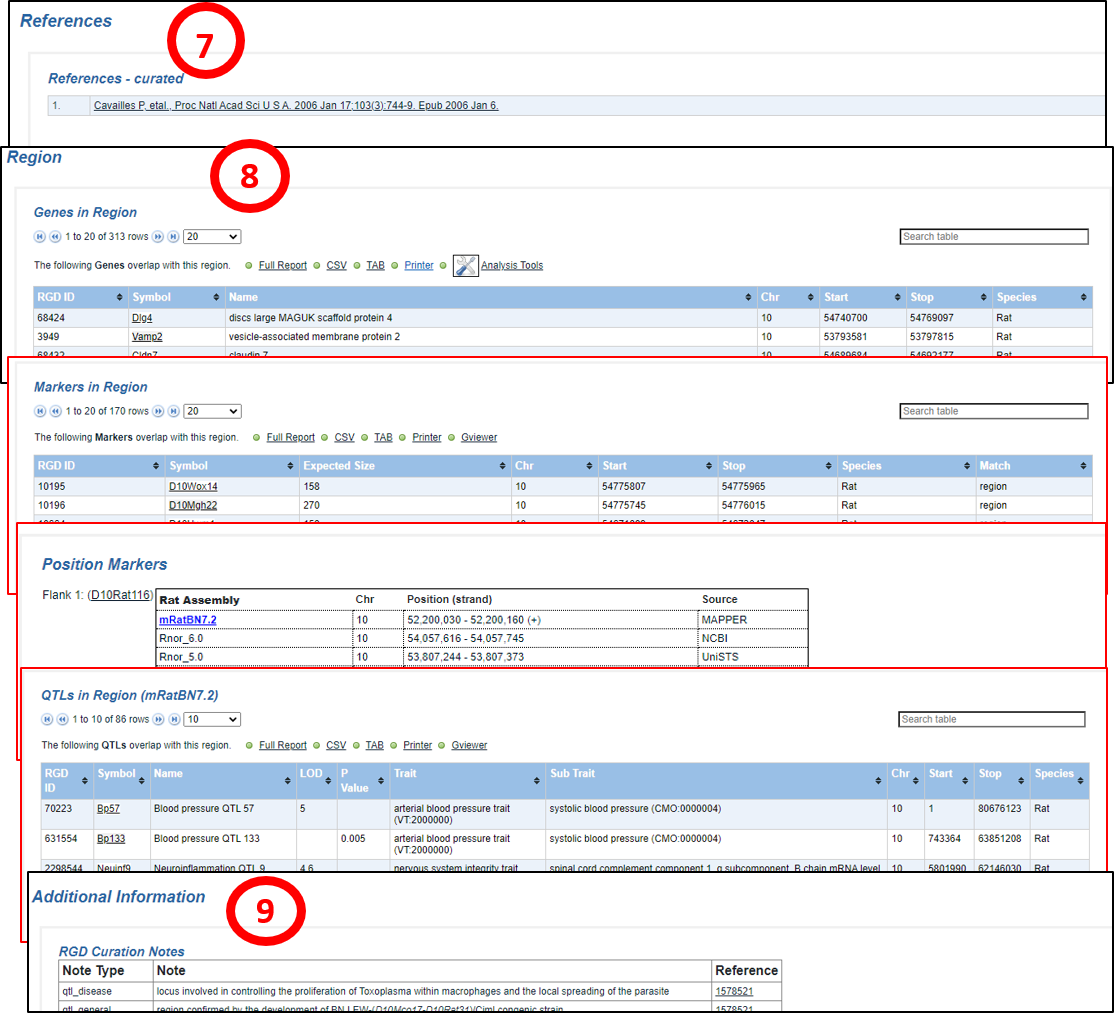 References
7
References - curated
1. Cavailles P, etal., Proc Natl Acad Sci U S A. 2006 Jan 17;103(3):744-9. Epub 2006 Jan 6.
Region
8
Genes in Region
1 to 20 of 313 rows 20 Search table
The following Genes overlap with this region. Full Report CSV TAB Printer Analysis Tools
RGD ID Symbol Name Chr Start Stop Species
68424 Dlg4 discs large MAGUK scaffold protein 4 10 54740700 54769097 Rat
3949 Vamp2 vesicle-associated membrane protein 2 10 53793581 53797815 Rat
68432 Cldn7 claudin 7 10 54689684 54692177 Rat
Markers in Region
1 to 20 of 170 rows 20 Search table
The following Markers overlap with this region. Full Report CSV TAB Printer Gviewer
RGD ID Symbol Expected Size Chr Start Stop Species Match
10195 D10Wox14 158 10 54775807 54775965 Rat region
10196 D10Mgh22 270 10 54775745 54776015 Rat region
Position Markers
Flank 1: (D10Rat116)
Rat Assembly Chr Position (strand) Source
mRatBN7.2 10 52,200,030 - 52,200,160 (+) MAPPER
Rnor_6.0 10 54,057,616 - 54,057,745 NCBI
Rnor_5.0 10 53,807,244 - 53,807,373 UniSTS
QTLs in Region (mRatBN7.2)
1 to 10 of 86 rows 10 Search table
The following QTLs overlap with this region. Full Report CSV TAB Printer Gviewer
RGD ID Symbol Name LOD P Value Trait Sub Trait Chr Start Stop Species
70223 Bp57 Blood pressure QTL 57 5 arterial blood pressure trait (VT:2000000) systolic blood pressure (CMO:0000004) 10 1 80676123 Rat
631554 Bp133 Blood pressure QTL 133 0.005 arterial blood pressure trait (VT:2000000) systolic blood pressure (CMO:0000004) 10 743364 63851208 Rat
2298544 Neuinf9 Neuroinflammation QTL 9 4.6 nervous system integrity trait spinal cord complement component 1, q subcomponent, B chain mRNA level 10 5801990 62146030 Rat
Additional Information
9
RGD Curation Notes
Note Type Note Reference
qtl_disease locus involved in controlling the proliferation of Toxoplasma within macrophages and the local spreading of the parasite 1578521
qtl_general region confirmed by the development of BN.LEW-(D10Mco17-D10Rat31)/Ciml congenic strain 1578521